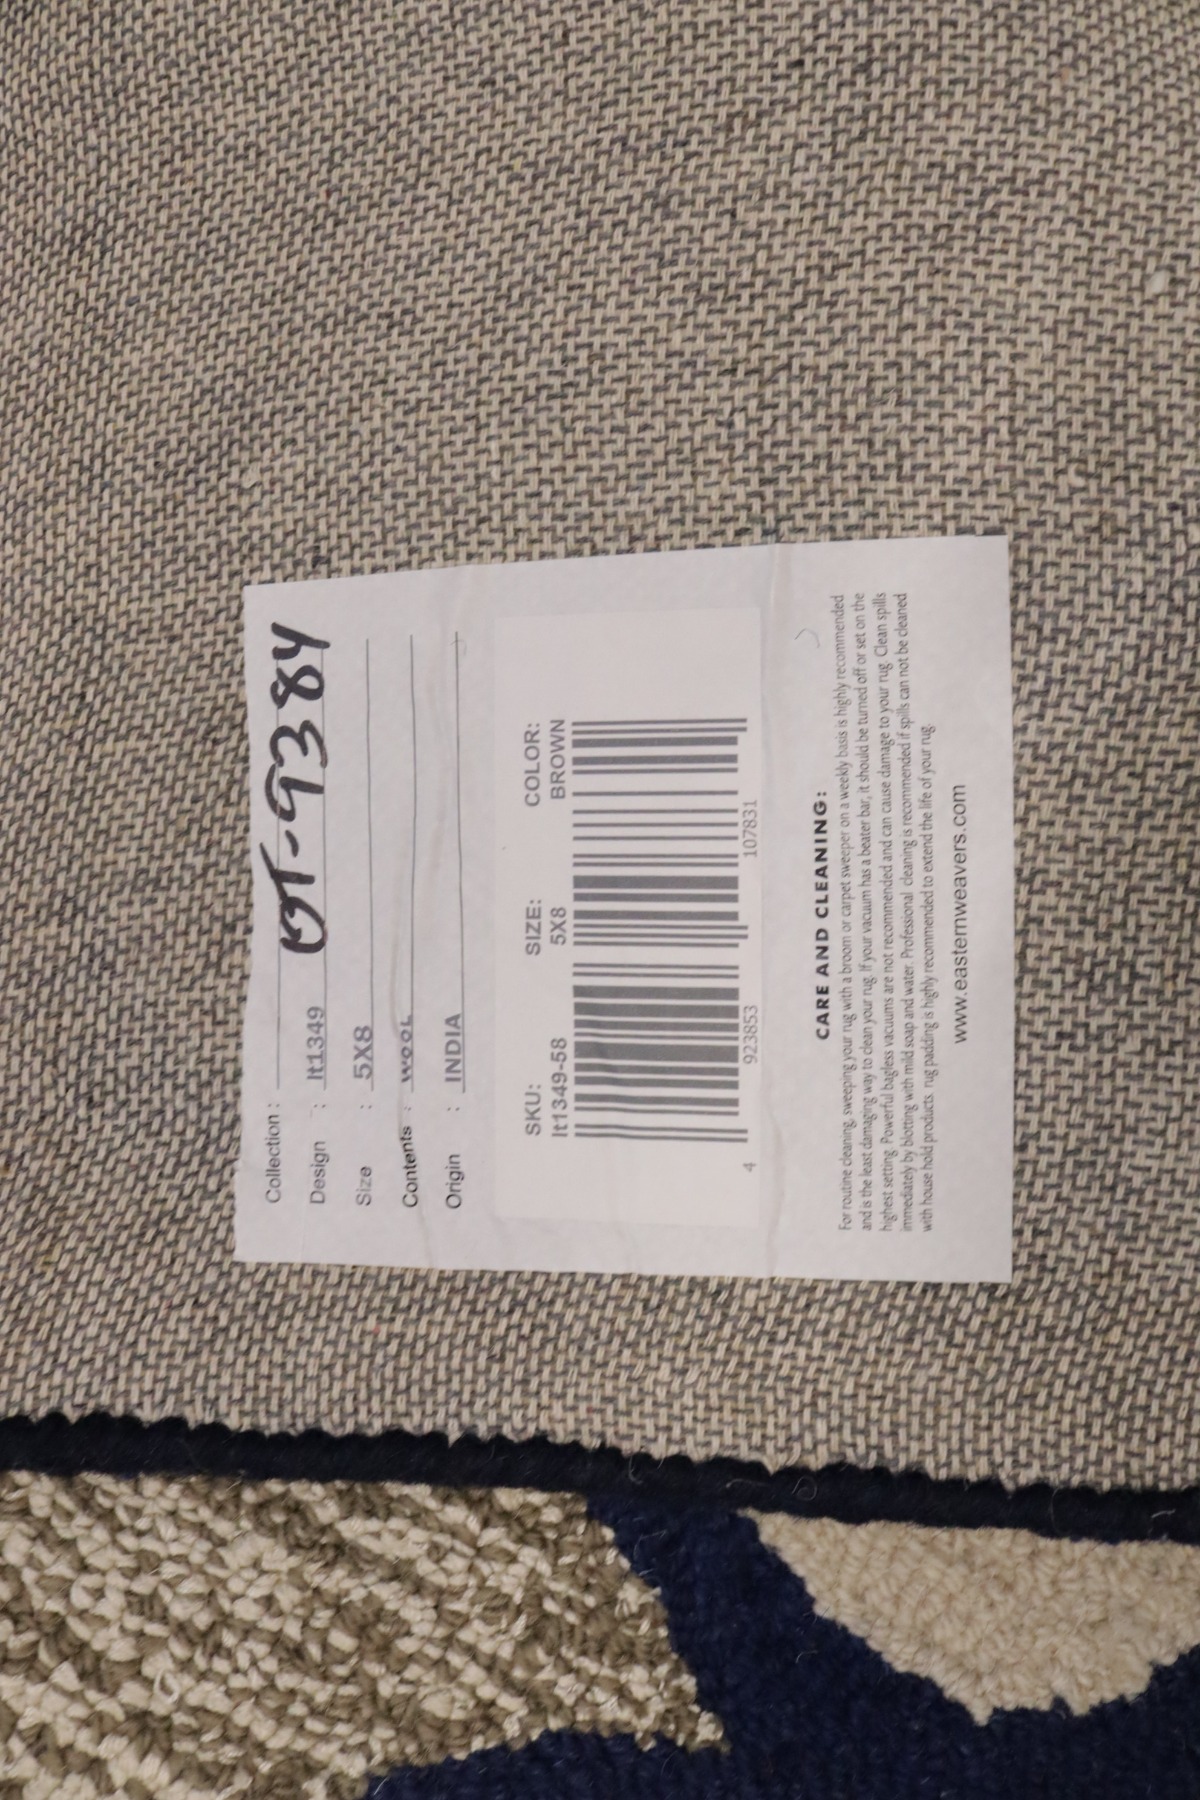 Collection :
OT-9384
Design : It1349
Size : 5X8
Contents : WOOL
Origin : INDIA
SKU: SIZE: COLOR:
It1349-58 5X8 BROWN
4 923853 107831
CARE AND CLEANING:
For routine cleaning, sweeping your rug with a broom or carpet sweeper on a weekly basis is highly recommended
and is the least damaging way to clean your rug. If your vacuum has a beater bar, it should be turned off or set on the
highest setting. Powerful bagless vacuums are not recommended and can cause damage to your rug. Clean spills
immediately by blotting with mild soap and water. Professional cleaning is recommended if spills can not be cleaned
with house hold products. rug padding is highly recommended to extend the life of your rug.
www.easternweavers.com